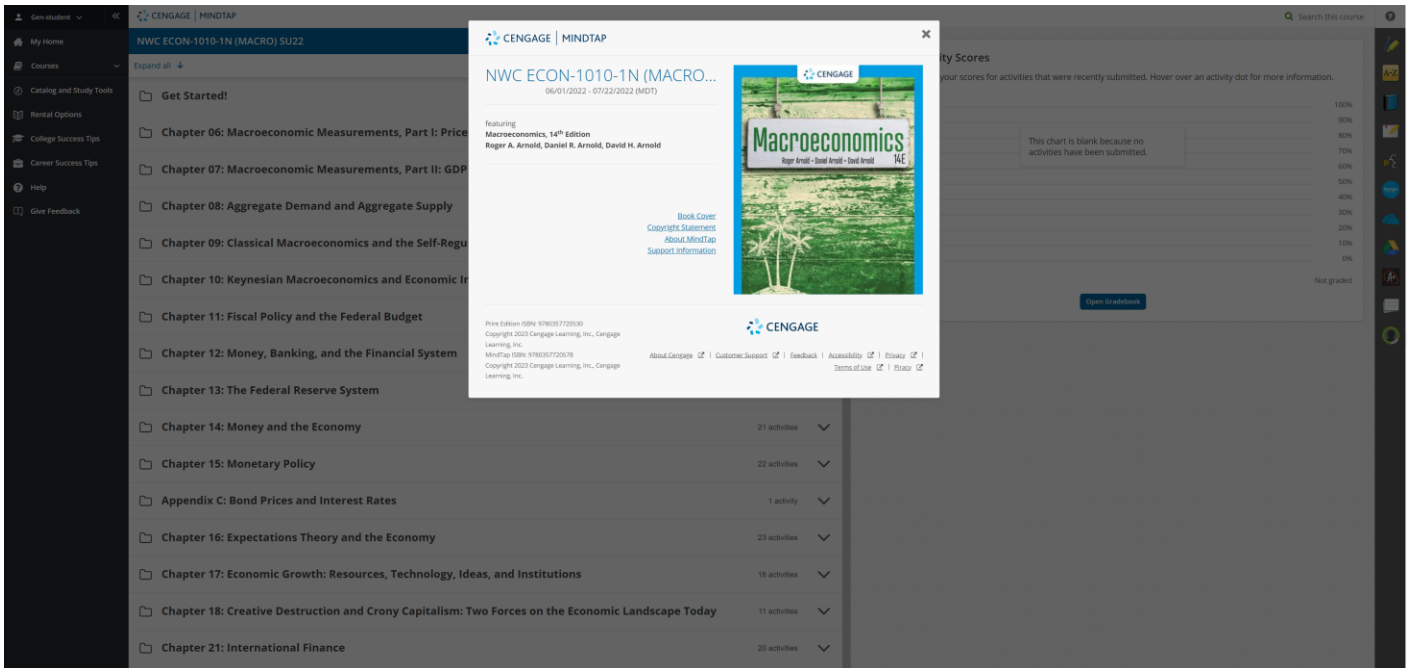 Gen-student
CENGAGE | MINDTAP
Search this course
My Home
Courses
Catalog and Study Tools
Rental Options
College Success Tips
Career Success Tips
Help
Give Feedback
NWC ECON-1010-1N (MACRO) SU22
Expand all
Get Started!
Chapter 06: Macroeconomic Measurements, Part I: Price
Chapter 07: Macroeconomic Measurements, Part II: GDP
Chapter 08: Aggregate Demand and Aggregate Supply
Chapter 09: Classical Macroeconomics and the Self-Regu
Chapter 10: Keynesian Macroeconomics and Economic In
Chapter 11: Fiscal Policy and the Federal Budget
Chapter 12: Money, Banking, and the Financial System
Chapter 13: The Federal Reserve System
Chapter 14: Money and the Economy
21 activities
Chapter 15: Monetary Policy
22 activities
Appendix C: Bond Prices and Interest Rates
1 activity
Chapter 16: Expectations Theory and the Economy
23 activities
Chapter 17: Economic Growth: Resources, Technology, Ideas, and Institutions
18 activities
Chapter 18: Creative Destruction and Crony Capitalism: Two Forces on the Economic Landscape Today
11 activities
Chapter 21: International Finance
20 activities
CENGAGE | MINDTAP
NWC ECON-1010-1N (MACRO...
06/01/2022 - 07/22/2022 (MDT)
featuring
Macroeconomics, 14th Edition
Roger A. Arnold, Daniel R. Arnold, David H. Arnold
Book Cover
Copyright Statement
About MindTap
Support Information
CENGAGE
Macroeconomics
Roger Arnold • Daniel Arnold • David Arnold
14E
Print Edition ISBN: 9780357720530
Copyright 2023 Cengage Learning, Inc., Cengage
Learning, Inc.
MindTap ISBN: 9780357720578
Copyright 2023 Cengage Learning, Inc., Cengage
Learning, Inc.
CENGAGE
About Cengage | Customer Support | Feedback | Accessibility | Privacy |
Terms of Use | Piracy
ity Scores
your scores for activities that were recently submitted. Hover over an activity dot for more information.
100%
90%
80%
70%
60%
50%
40%
30%
20%
10%
0%
This chart is blank because no
activities have been submitted.
Not graded
Open Gradebook
A-Z
A+